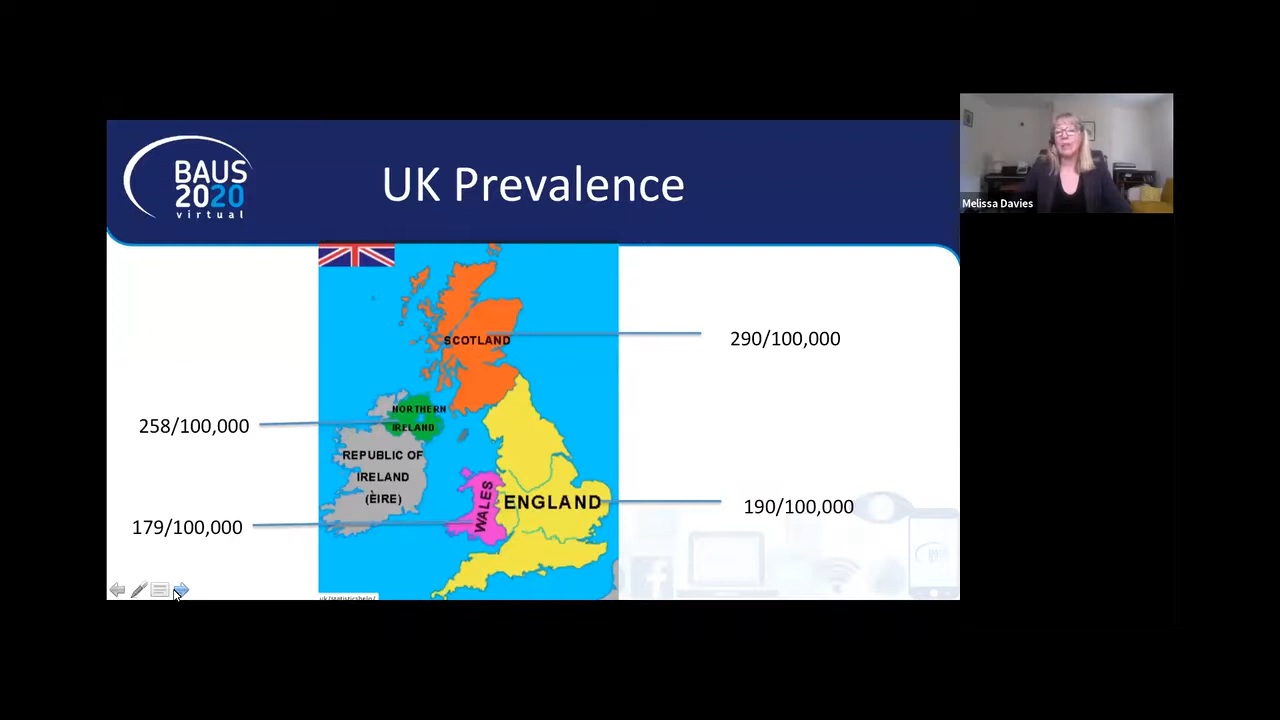 BAUS
2020
virtual
UK Prevalence
Melissa Davies
SCOTLAND
290/100,000
NORTHERN
IRELAND
258/100,000
REPUBLIC OF
IRELAND
(ÈIRE)
WALES
179/100,000
ENGLAND
190/100,000